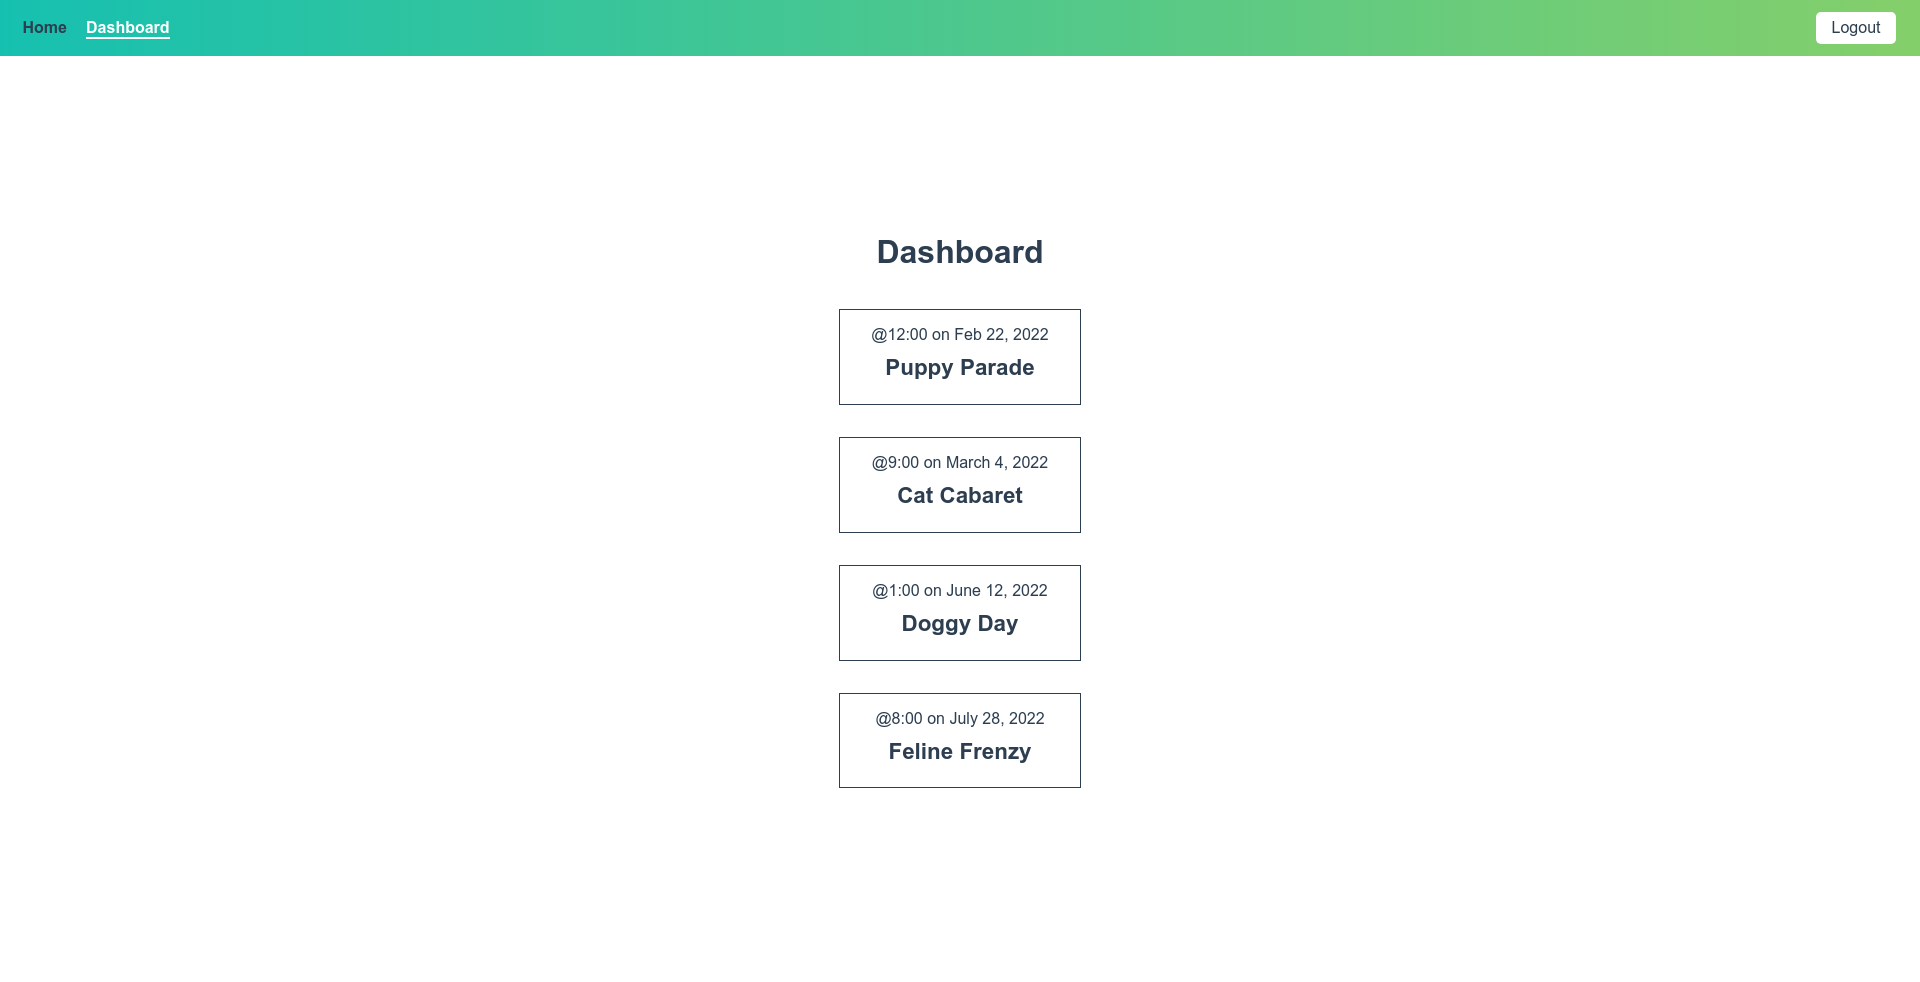 Home Dashboard Logout
Dashboard
@12:00 on Feb 22, 2022
Puppy Parade
@9:00 on March 4, 2022
Cat Cabaret
@1:00 on June 12, 2022
Doggy Day
@8:00 on July 28, 2022
Feline Frenzy